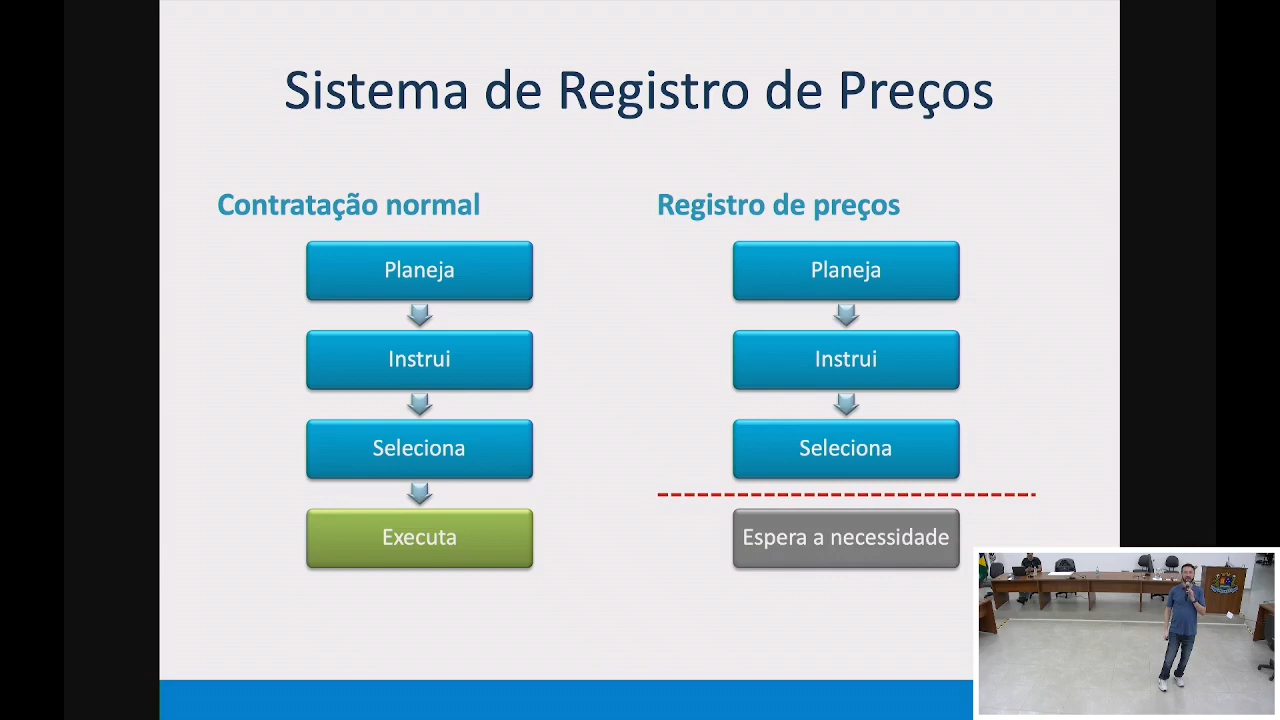 Sistema de Registro de Preços
Contratação normal
Planeja
Instrui
Seleciona
Executa
Registro de preços
Planeja
Instrui
Seleciona
Espera a necessidade